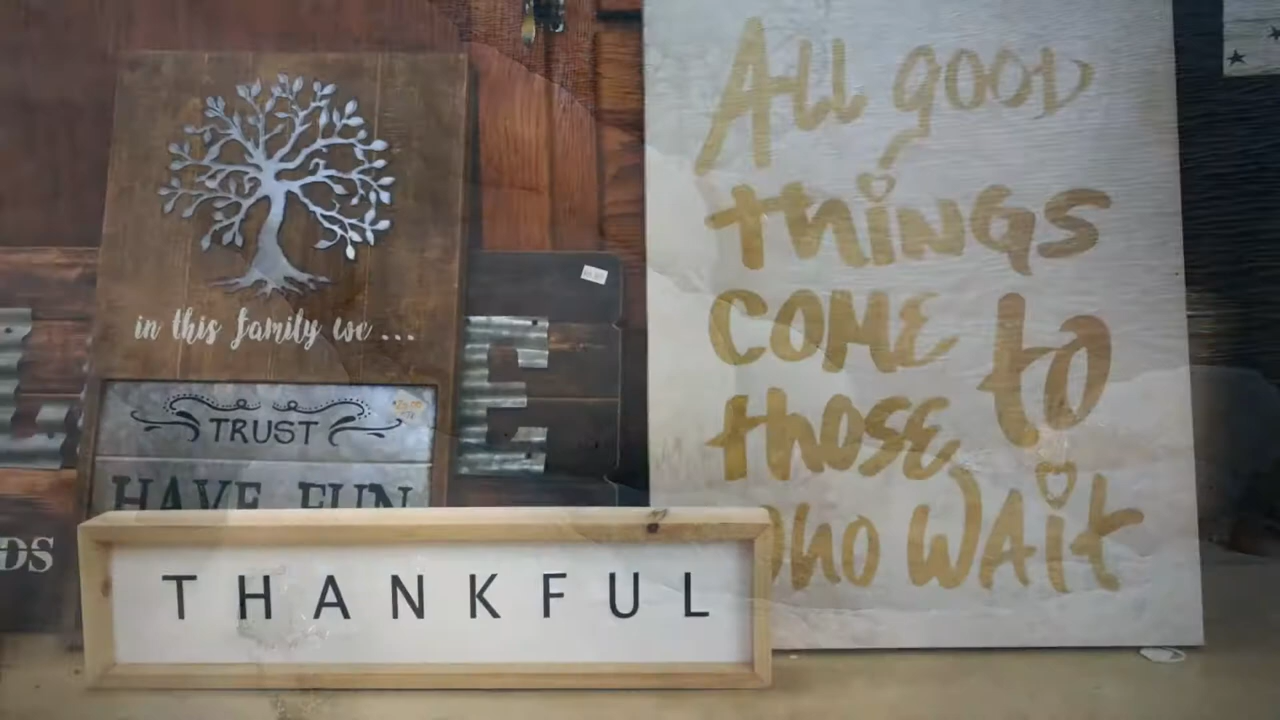 in this family we ...
TRUST
HAVE FUN
DS
E
THANKFUL
All good
things
come to
those
who wait